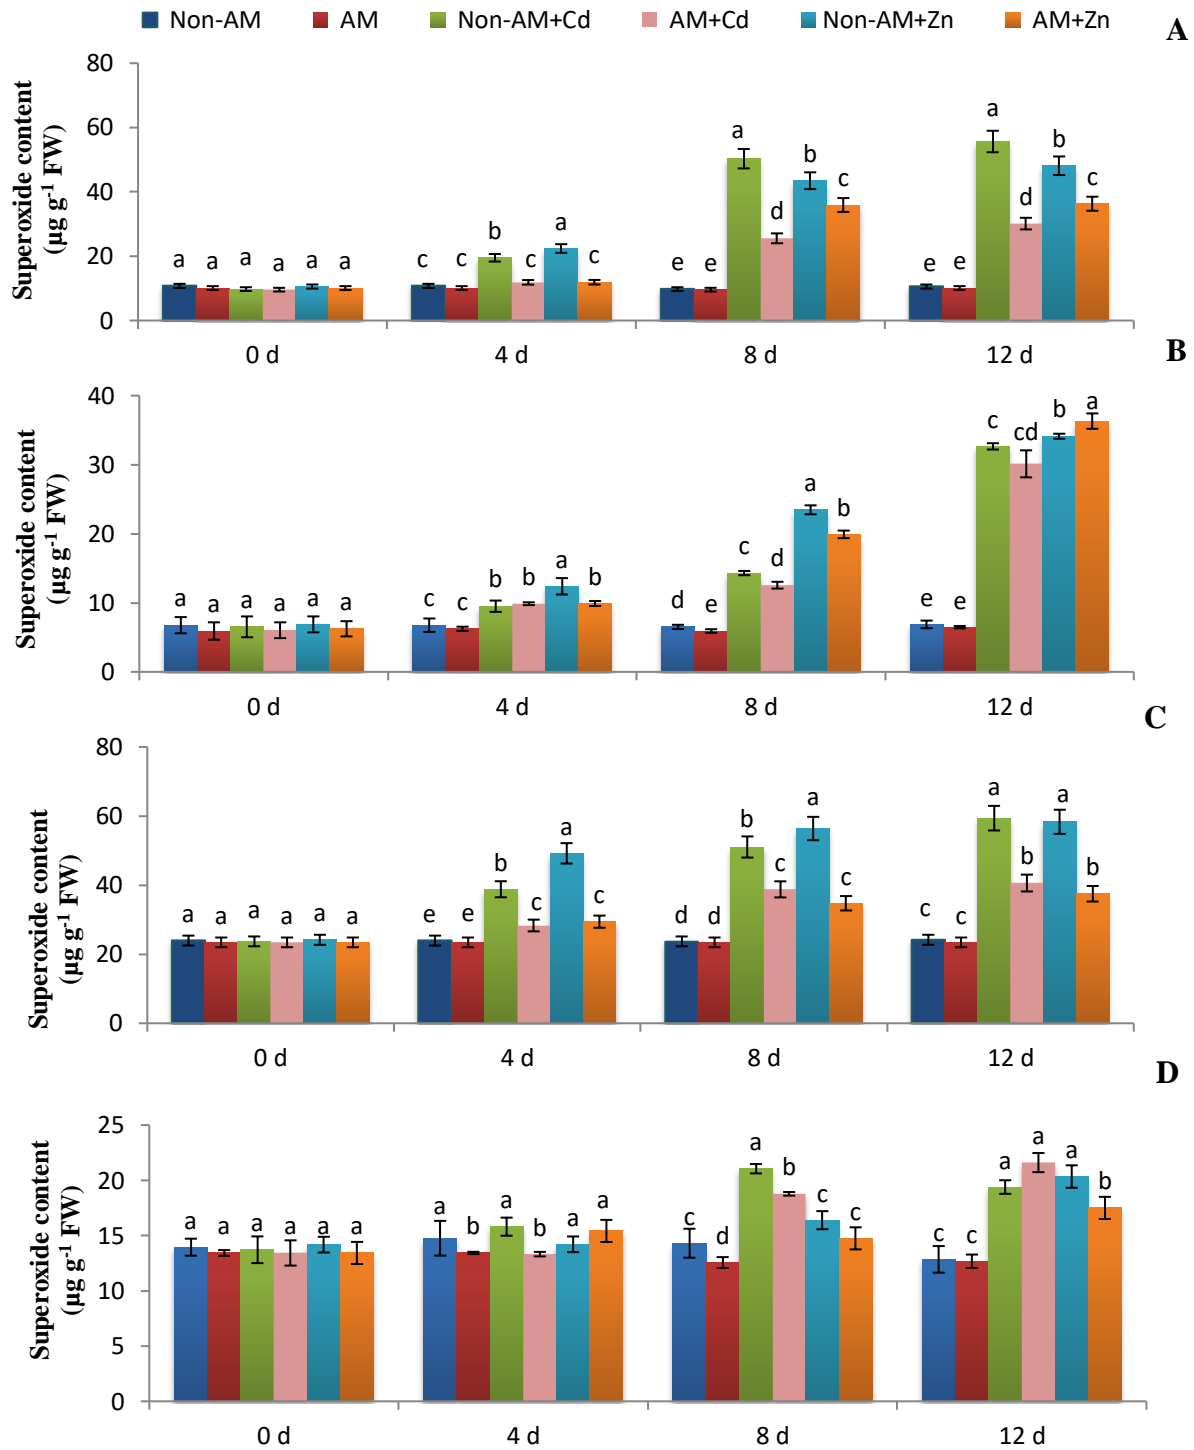 Non-AM AM Non-AM+Cd AM+Cd Non-AM+Zn AM+Zn
A
Superoxide content
(µg g-1 FW)
80
60
40
20
0
a a a a a a
c c b c a c
e e a d b c
e e a d b c
0 d 4 d 8 d 12 d
B
Superoxide content
(µg g-1 FW)
40
30
20
10
0
a a a a a a
c c b b a b
d e c d a b
e e c cd b a
0 d 4 d 8 d 12 d
C
Superoxide content
(µg g-1 FW)
80
60
40
20
0
a a a a a a
e e b c a c
d d b c a c
c c a b a b
0 d 4 d 8 d 12 d
D
Superoxide content
(µg g-1 FW)
25
20
15
10
5
0
a a a a a a
a b a b a a
c d a b c c
c c a a a b
0 d 4 d 8 d 12 d